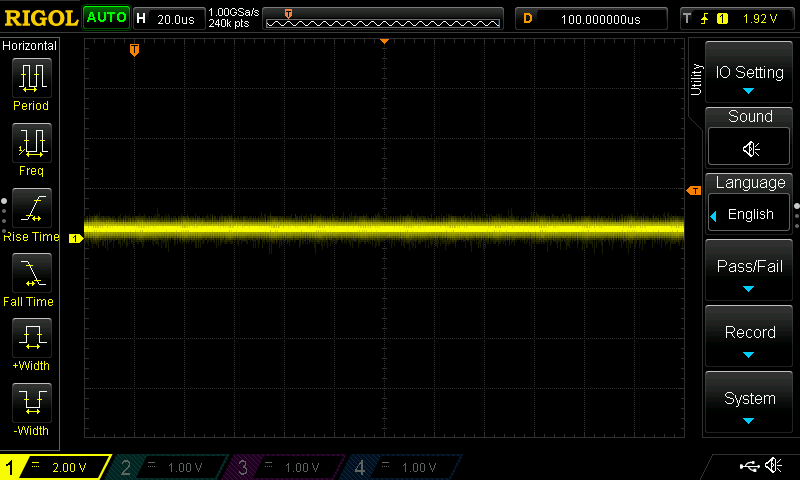 RIGOL AUTO H 20.0us 1.00GSa/s 240k pts T D 100.000000us T 1 1.92 V
Horizontal
Period
Freq
Rise Time
Fall Time
+Width
-Width
T
1
T
Utility
IO Setting
Sound
Language
English
Pass/Fail
Record
System
1 2.00 V 2 1.00 V 3 1.00 V 4 1.00 V